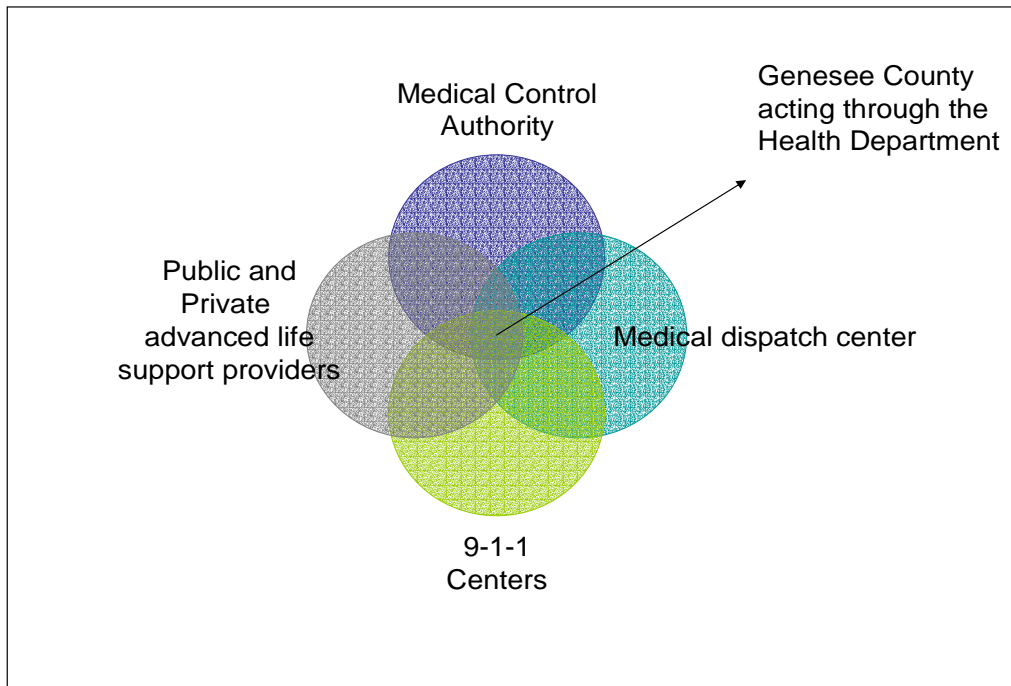 Medical Control
Authority
Genesee County
acting through the
Health Department
Public and
Private
advanced life
support providers
Medical dispatch center
9-1-1
Centers